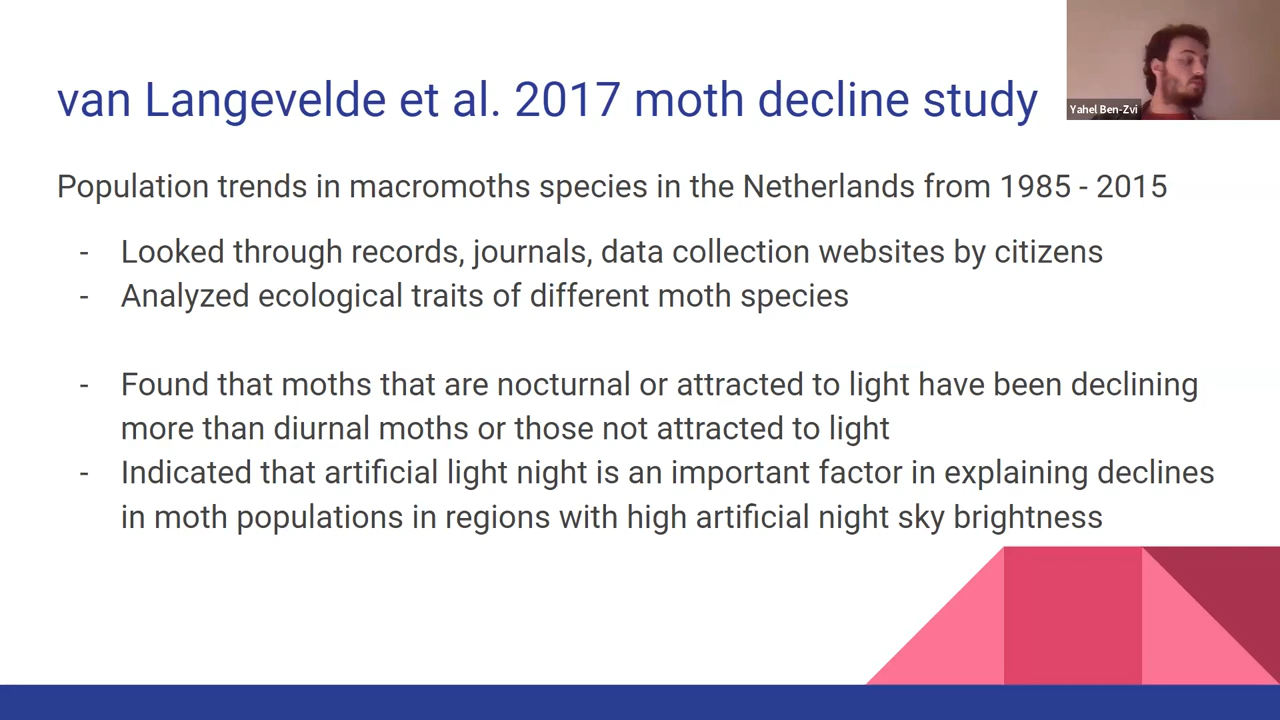 van Langevelde et al. 2017 moth decline study
Yahel Ben-Zvi
Population trends in macromoths species in the Netherlands from 1985 - 2015
- Looked through records, journals, data collection websites by citizens
- Analyzed ecological traits of different moth species
- Found that moths that are nocturnal or attracted to light have been declining
more than diurnal moths or those not attracted to light
- Indicated that artificial light night is an important factor in explaining declines
in moth populations in regions with high artificial night sky brightness